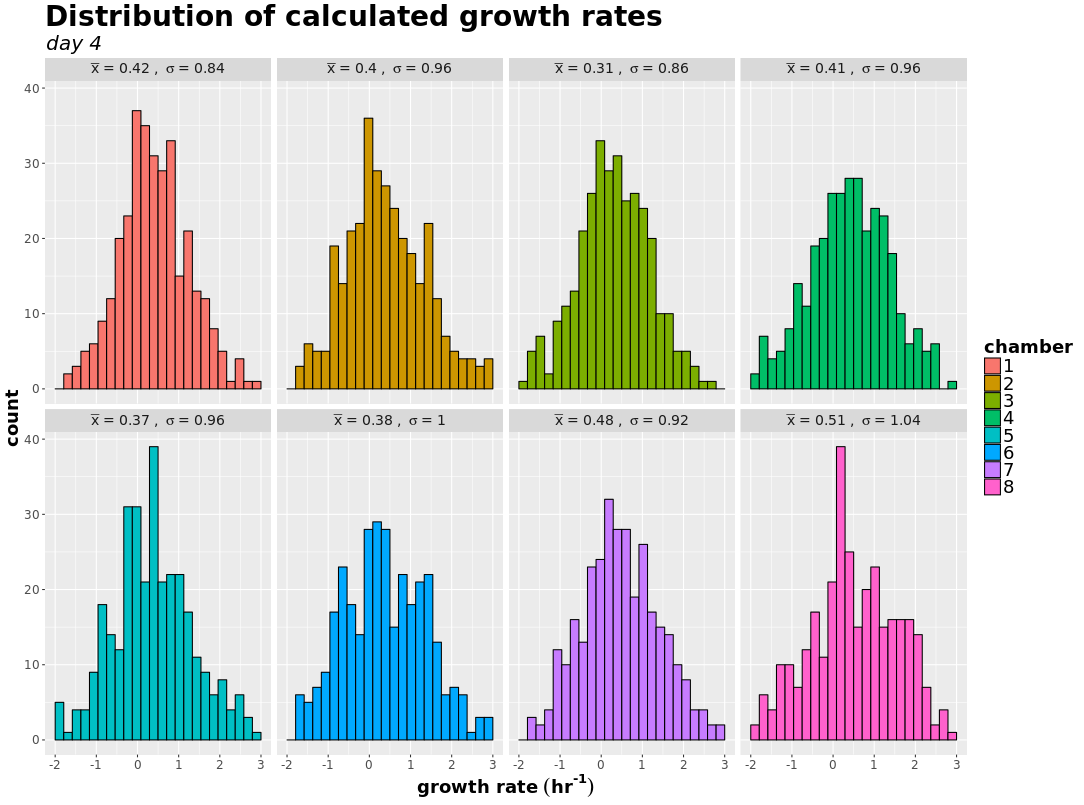 Distribution of calculated growth rates
day 4
x̅ = 0.42 , σ = 0.84
x̅ = 0.4 , σ = 0.96
x̅ = 0.31 , σ = 0.86
x̅ = 0.41 , σ = 0.96
40
30
20
10
0
x̅ = 0.37 , σ = 0.96
x̅ = 0.38 , σ = 1
x̅ = 0.48 , σ = 0.92
x̅ = 0.51 , σ = 1.04
40
30
20
10
0
-2 -1 0 1 2 3
-2 -1 0 1 2 3
-2 -1 0 1 2 3
-2 -1 0 1 2 3
count
growth rate (hr⁻¹)
chamber
1
2
3
4
5
6
7
8